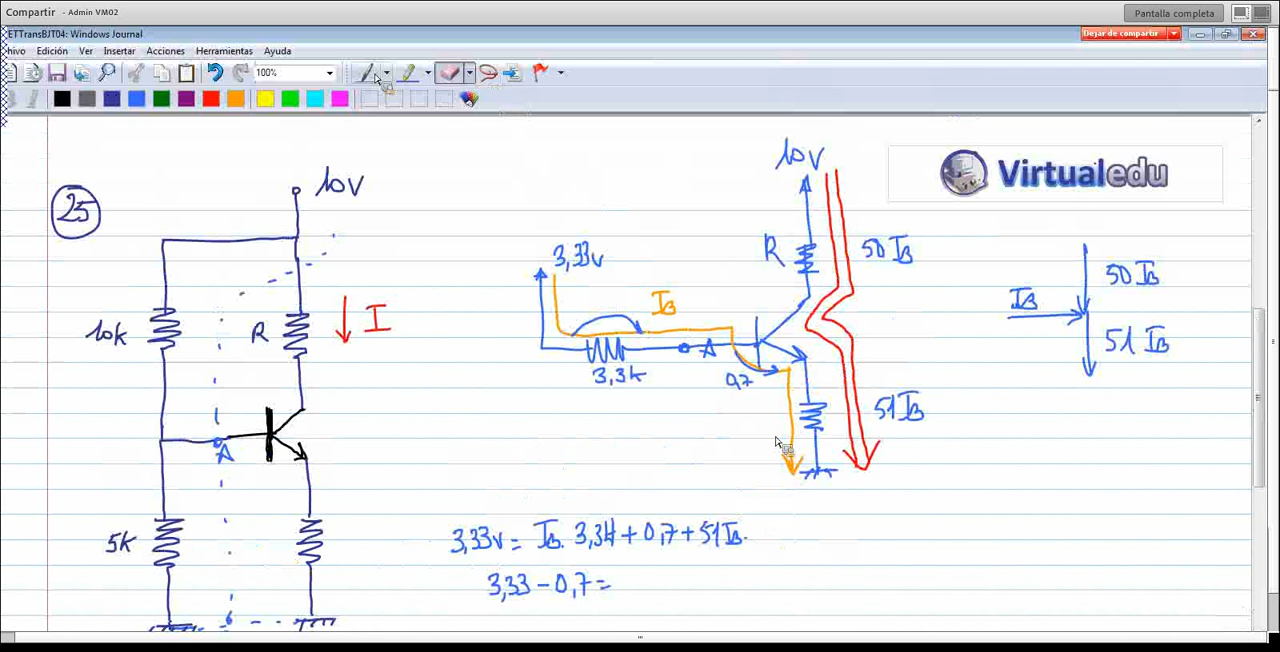 Compartir - Admin VM02
Pantalla completa
ETTransBJT04: Windows Journal
Dejar de compartir
hivo Edición Ver Insertar Acciones Herramientas Ayuda
100%
25
10V
10k
R
I
A
5k
3,33v
IB
3,3k
A
0,7
10V
R
50 IB
51 IB
IB
50 IB
51 IB
Virtualedu
3,33v = IB. 3,3k + 0,7 + 51 IB.
3,33 - 0,7 =